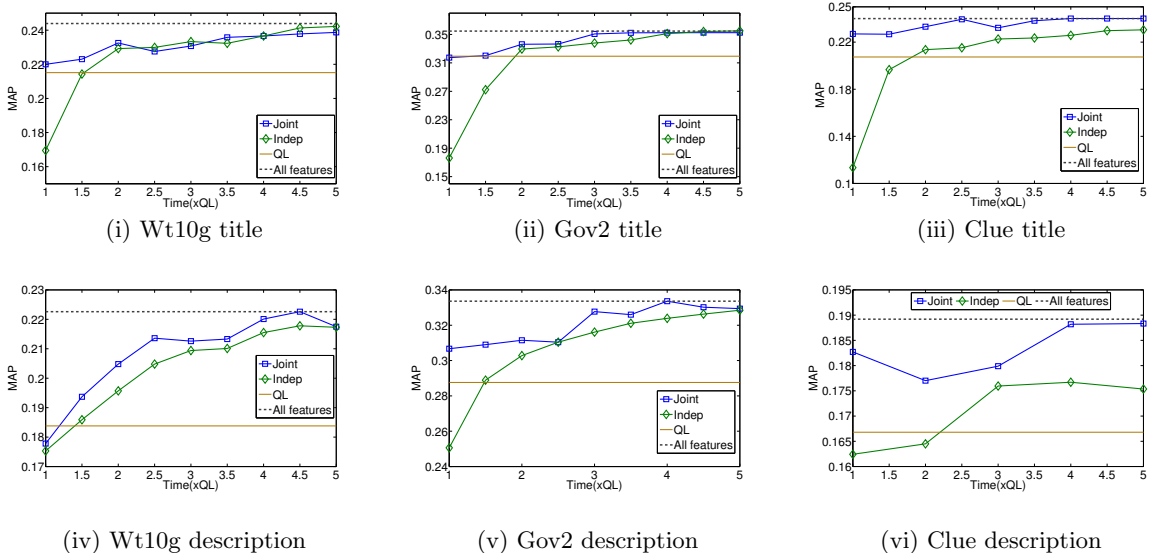 0.24
0.22
0.2
0.18
0.16
MAP
Joint
Indep
QL
All features
1 1.5 2 2.5 3 3.5 4 4.5 5
Time(xQL)
(i) Wt10g title
0.35
0.31
0.27
0.23
0.19
0.15
MAP
Joint
Indep
QL
All features
1 1.5 2 2.5 3 3.5 4 4.5 5
Time(xQL)
(ii) Gov2 title
0.22
0.18
0.14
0.1
MAP
Joint
Indep
QL
All features
1 1.5 2 2.5 3 3.5 4 4.5 5
Time(xQL)
(iii) Clue title
0.23
0.22
0.21
0.2
0.19
0.18
0.17
MAP
Joint
Indep
QL
All features
1 1.5 2 2.5 3 3.5 4 4.5 5
Time(xQL)
(iv) Wt10g description
0.34
0.32
0.3
0.28
0.26
0.24
MAP
Joint
Indep
QL
All features
1 1.5 2 2.5 3 3.5 4 4.5 5
Time(xQL)
(v) Gov2 description
0.195
0.19
0.185
0.18
0.175
0.17
0.165
0.16
MAP
Joint Indep QL All features
1 1.5 2 2.5 3 3.5 4 4.5 5
Time(xQL)
(vi) Clue description